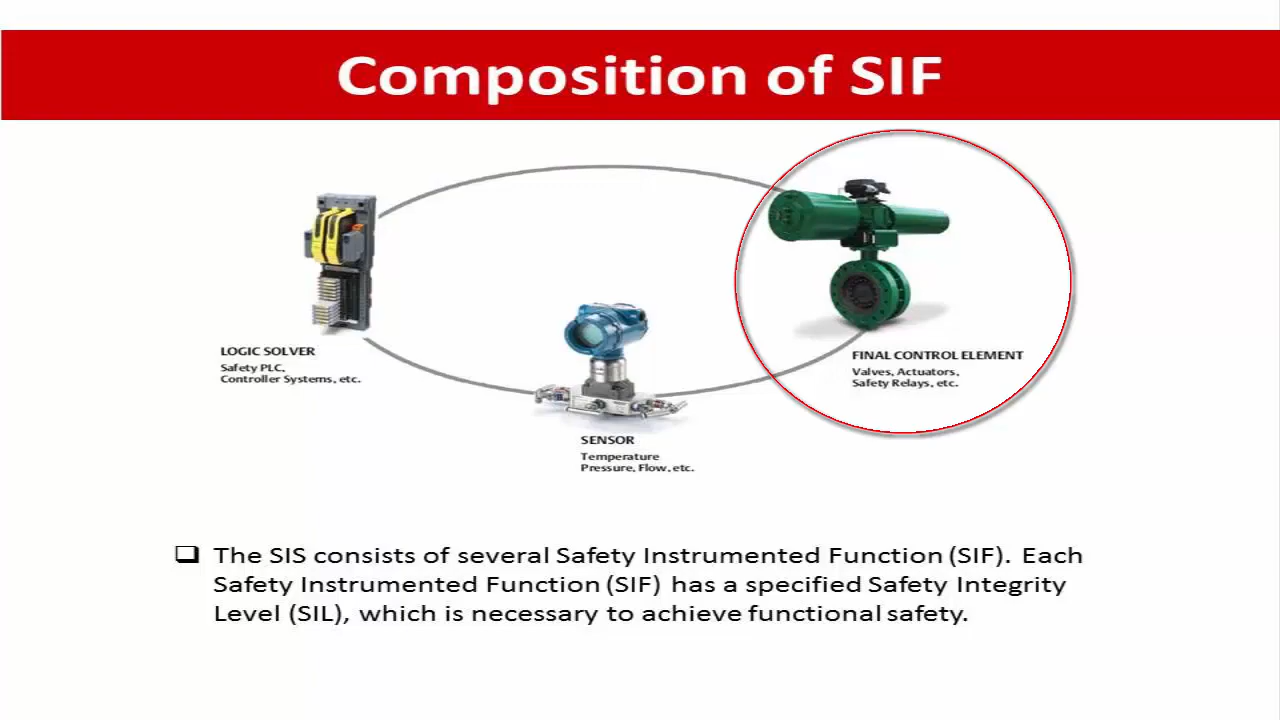 Composition of SIF
LOGIC SOLVER
Safety PLC,
Controller Systems, etc.
FINAL CONTROL ELEMENT
Valves, Actuators,
Safety Relays, etc.
SENSOR
Temperature
Pressure, Flow, etc.
❑ The SIS consists of several Safety Instrumented Function (SIF). Each
Safety Instrumented Function (SIF) has a specified Safety Integrity
Level (SIL), which is necessary to achieve functional safety.